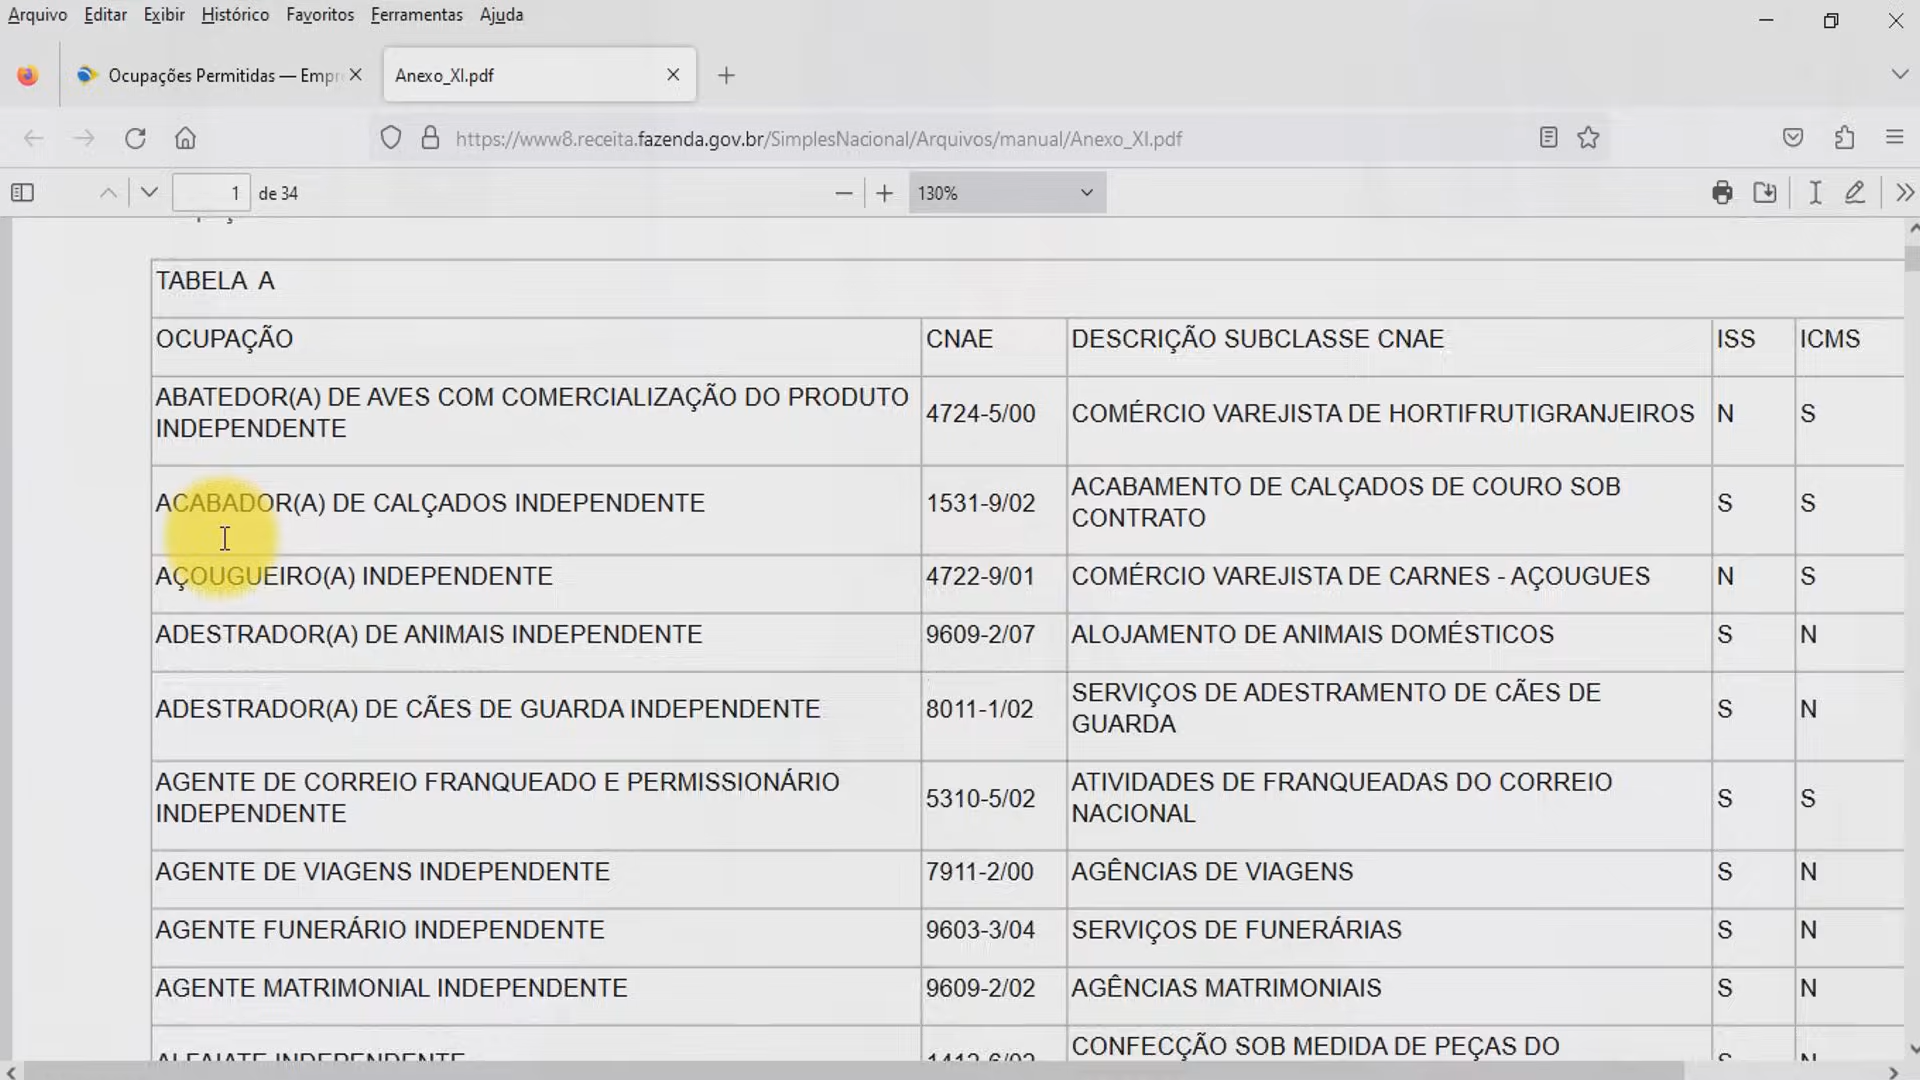 Arquivo Editar Exibir Histórico Favoritos Ferramentas Ajuda
Ocupações Permitidas — Empr
Anexo_XI.pdf
https://www8.receita.fazenda.gov.br/SimplesNacional/Arquivos/manual/Anexo_XI.pdf
1 de 34
130%
TABELA A
OCUPAÇÃO CNAE DESCRIÇÃO SUBCLASSE CNAE ISS ICMS
ABATEDOR(A) DE AVES COM COMERCIALIZAÇÃO DO PRODUTO
INDEPENDENTE
4724-5/00 COMÉRCIO VAREJISTA DE HORTIFRUTIGRANJEIROS N S
ACABADOR(A) DE CALÇADOS INDEPENDENTE
1531-9/02
ACABAMENTO DE CALÇADOS DE COURO SOB
CONTRATO
S S
AÇOUGUEIRO(A) INDEPENDENTE 4722-9/01 COMÉRCIO VAREJISTA DE CARNES - AÇOUGUES N S
ADESTRADOR(A) DE ANIMAIS INDEPENDENTE 9609-2/07 ALOJAMENTO DE ANIMAIS DOMÉSTICOS S N
ADESTRADOR(A) DE CÃES DE GUARDA INDEPENDENTE
8011-1/02
SERVIÇOS DE ADESTRAMENTO DE CÃES DE
GUARDA
S N
AGENTE DE CORREIO FRANQUEADO E PERMISSIONÁRIO
INDEPENDENTE
5310-5/02
ATIVIDADES DE FRANQUEADAS DO CORREIO
NACIONAL
S S
AGENTE DE VIAGENS INDEPENDENTE 7911-2/00 AGÊNCIAS DE VIAGENS S N
AGENTE FUNERÁRIO INDEPENDENTE 9603-3/04 SERVIÇOS DE FUNERÁRIAS S N
AGENTE MATRIMONIAL INDEPENDENTE 9609-2/02 AGÊNCIAS MATRIMONIAIS S N
ALFAIATE INDEPENDENTE
CONFECÇÃO SOB MEDIDA DE PEÇAS DO